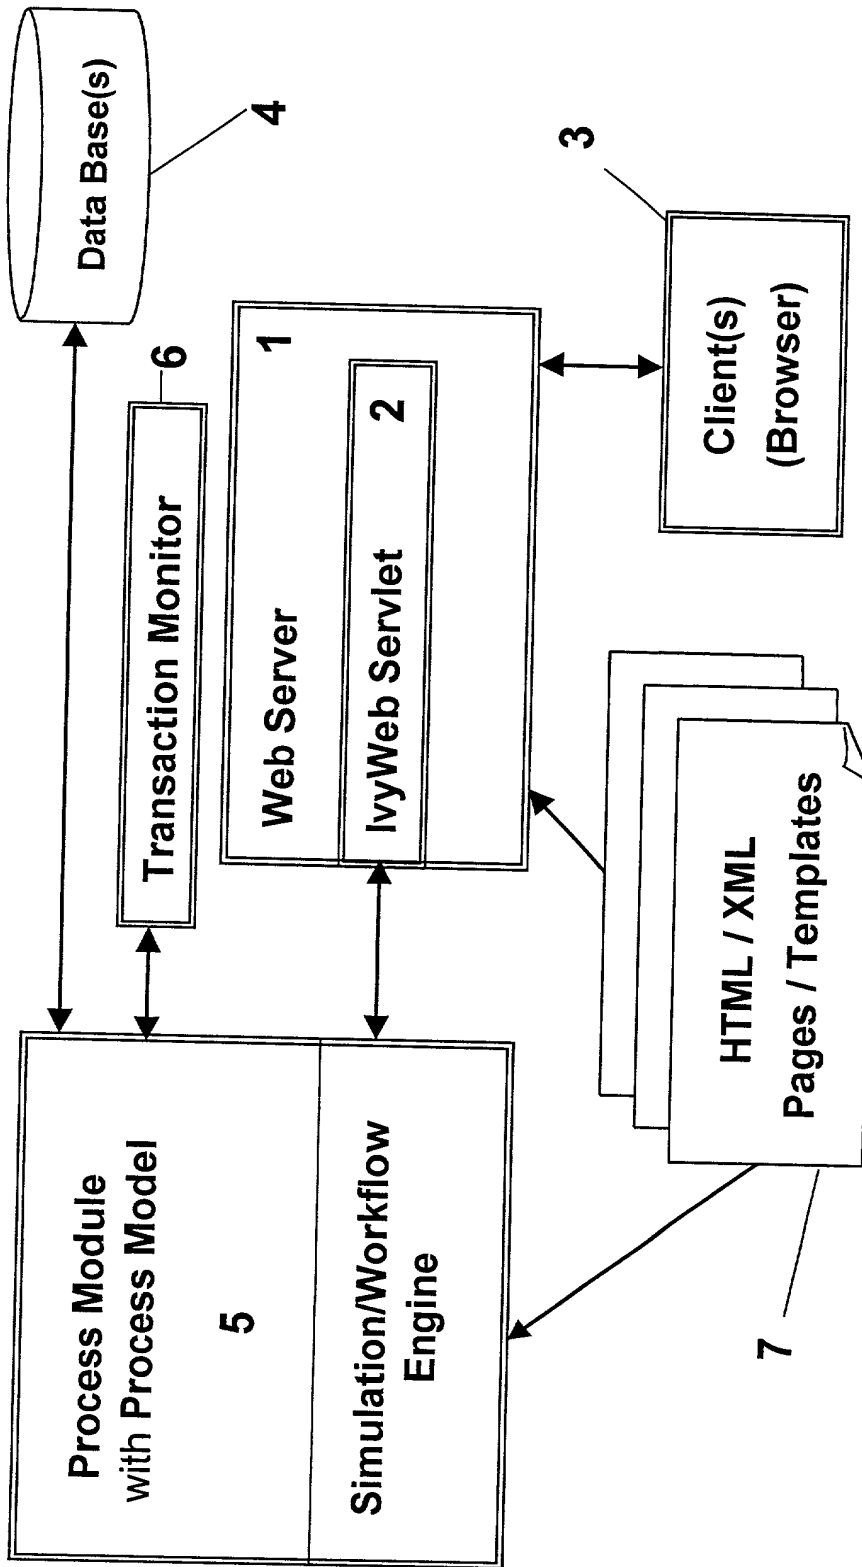 Process Module
with Process Model
5
Simulation/Workflow
Engine
Data Base(s)
4
Transaction Monitor
6
Web Server
1
IvyWeb Servlet
2
Client(s)
(Browser)
3
HTML / XML
Pages / Templates
7